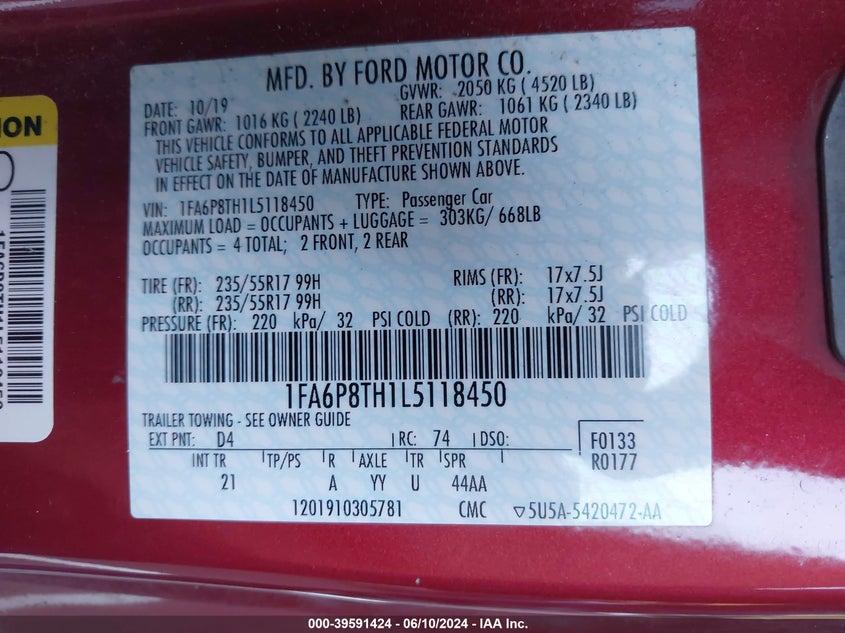 MFD. BY FORD MOTOR CO.
DATE: 10/19 GVWR: 2050 KG ( 4520 LB)
FRONT GAWR: 1016 KG ( 2240 LB) REAR GAWR: 1061 KG ( 2340 LB)
THIS VEHICLE CONFORMS TO ALL APPLICABLE FEDERAL MOTOR
VEHICLE SAFETY, BUMPER, AND THEFT PREVENTION STANDARDS
IN EFFECT ON THE DATE OF MANUFACTURE SHOWN ABOVE.
VIN: 1FA6P8TH1L5118450 TYPE: Passenger Car
MAXIMUM LOAD = OCCUPANTS + LUGGAGE = 303KG/ 668LB
OCCUPANTS = 4 TOTAL; 2 FRONT, 2 REAR
TIRE (FR): 235/55R17 99H RIMS (FR): 17x7.5J
(RR): 235/55R17 99H (RR): 17x7.5J
PRESSURE (FR): 220 kPa/ 32 PSI COLD (RR): 220 kPa/ 32 PSI COLD
1FA6P8TH1L5118450
TRAILER TOWING - SEE OWNER GUIDE
EXT PNT: D4 RC: 74 DSO: F0133
INT TR TP/PS R AXLE TR SPR R0177
21 A YY U 44AA
1201910305781 CMC ▽5U5A-5420472-AA
ION
1FA6P8TH1L5118450
000-39591424 - 06/10/2024 - IAA Inc.